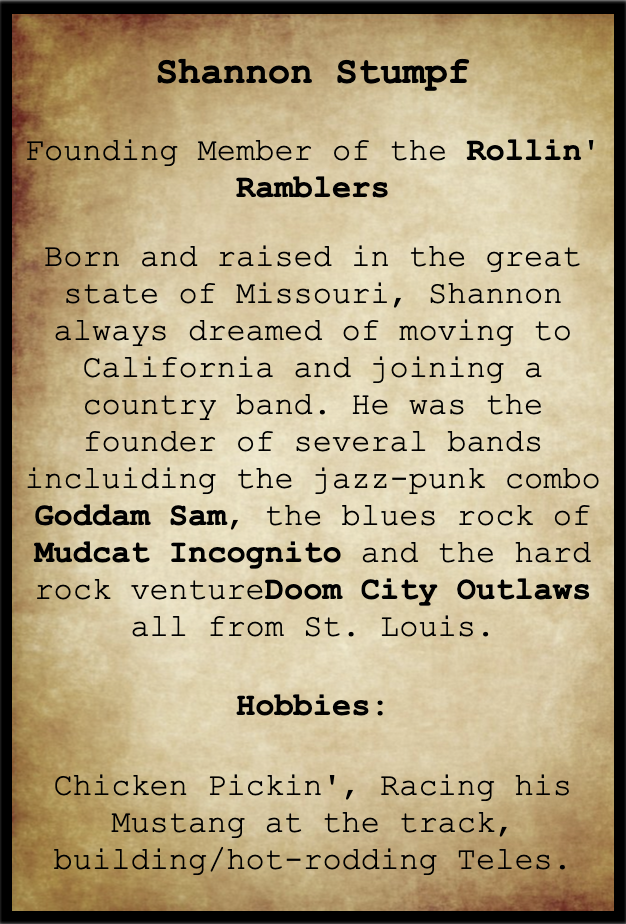 Shannon Stumpf
Founding Member of the Rollin'
Ramblers
Born and raised in the great
state of Missouri, Shannon
always dreamed of moving to
California and joining a
country band. He was the
founder of several bands
incluiding the jazz-punk combo
Goddam Sam, the blues rock of
Mudcat Incognito and the hard
rock ventureDoom City Outlaws
all from St. Louis.
Hobbies:
Chicken Pickin', Racing his
Mustang at the track,
building/hot-rodding Teles.